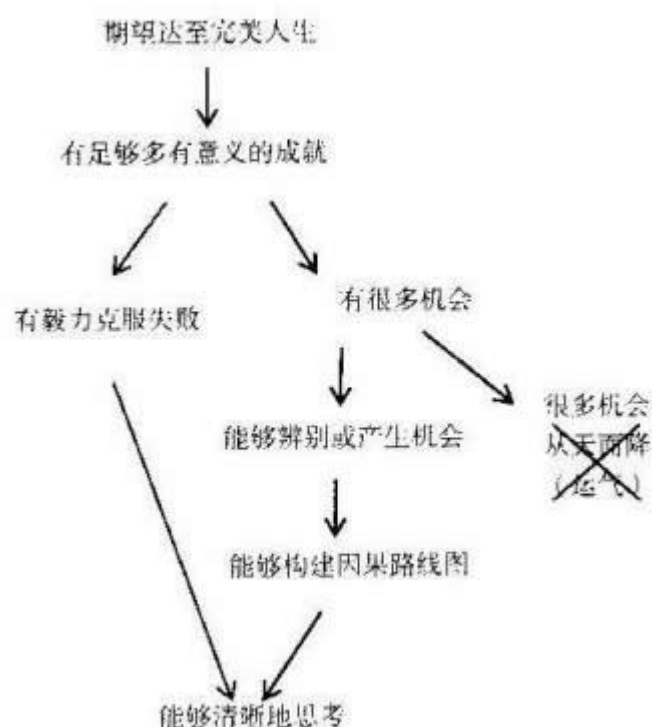 期望达至完美人生
有足够多有意义的成就
有毅力克服失败
有很多机会
很多机会
从天而降
（运气）
能够辨别或产生机会
能够构建因果路线图
能够清晰地思考